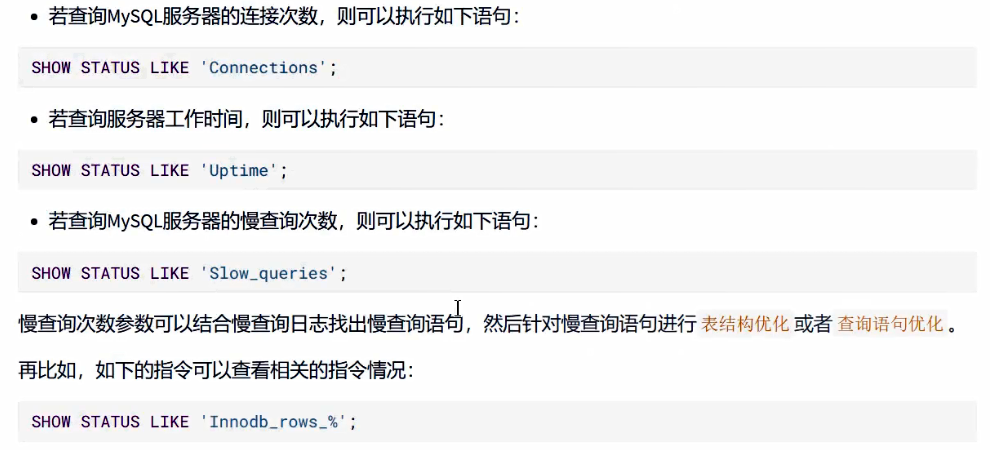 • 若查询MySQL服务器的连接次数，则可以执行如下语句：
SHOW STATUS LIKE 'Connections';
• 若查询服务器工作时间，则可以执行如下语句：
SHOW STATUS LIKE 'Uptime';
• 若查询MySQL服务器的慢查询次数，则可以执行如下语句：
SHOW STATUS LIKE 'Slow_queries';
慢查询次数参数可以结合慢查询日志找出慢查询语句，然后针对慢查询语句进行 表结构优化 或者 查询语句优化 。
再比如，如下的指令可以查看相关的指令情况：
SHOW STATUS LIKE 'Innodb_rows_%';